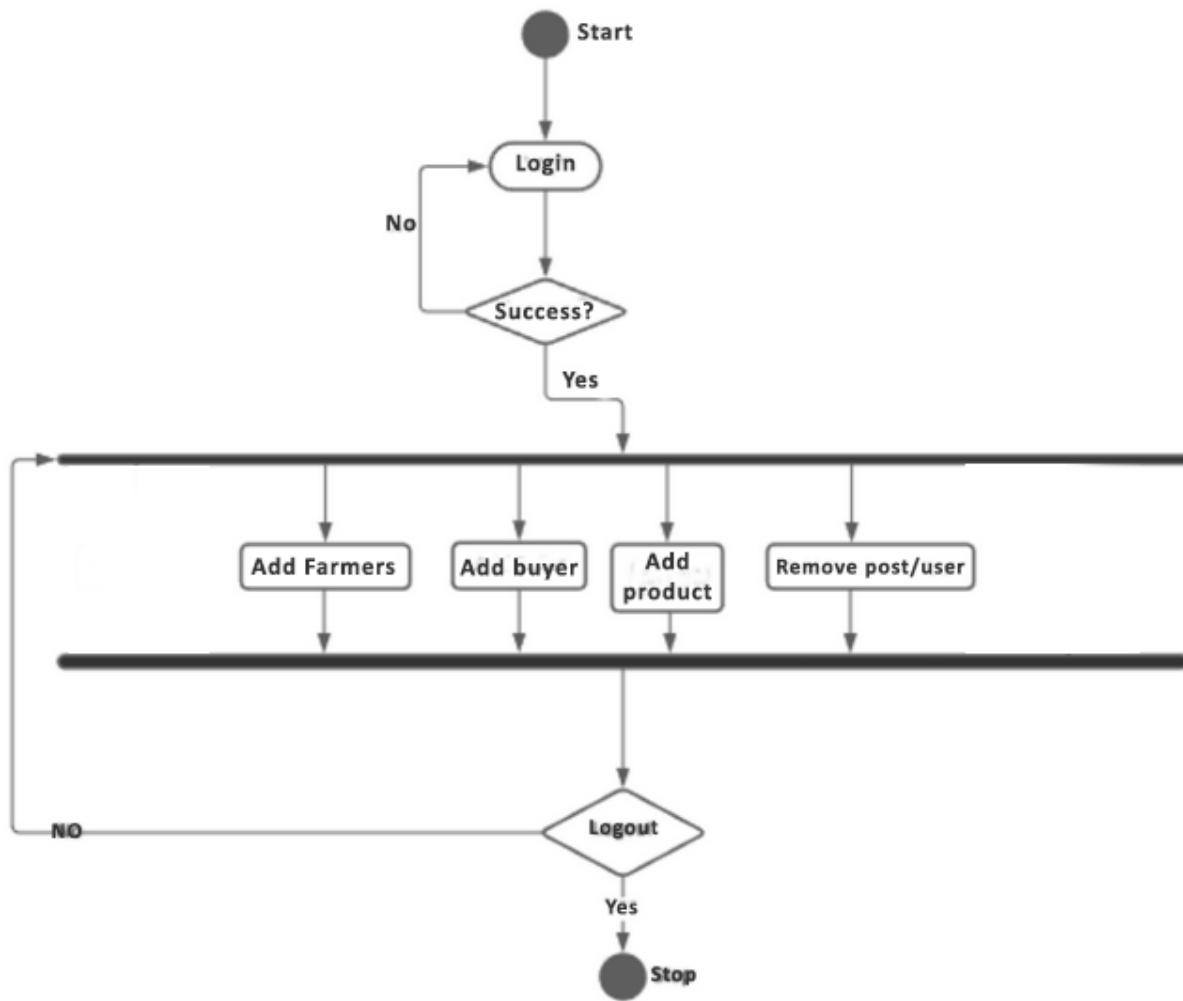 Start
Login
No
Success?
Yes
Add Farmers
Add buyer
Add
product
Remove post/user
Logout
NO
Yes
Stop